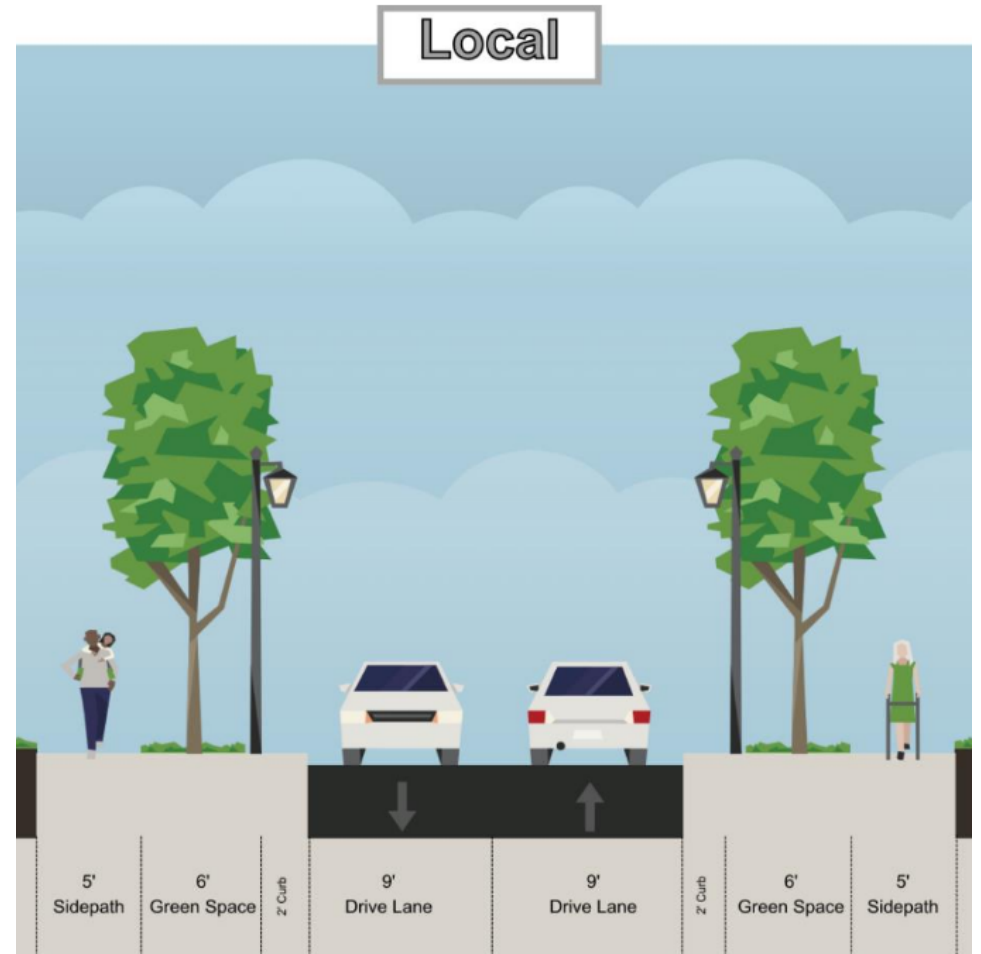 Local
5'
Sidepath
6'
Green Space
2' Curb
9'
Drive Lane
9'
Drive Lane
2' Curb
6'
Green Space
5'
Sidepath